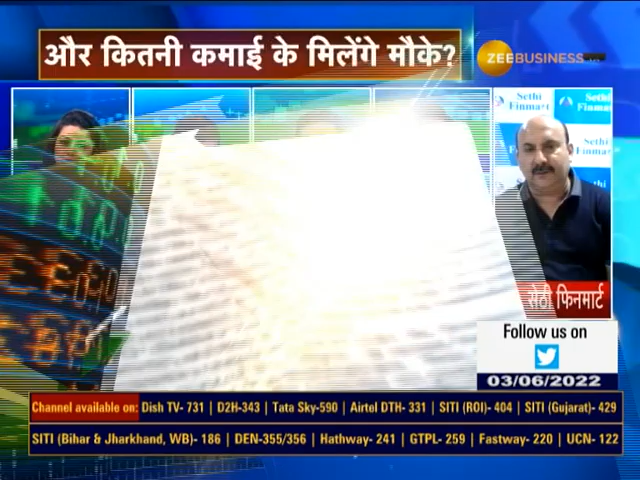 और कितनी कमाई के मिलेंगे मौके?
ZEEBUSINESS
Sethi
Finmart
Sethi
Finmart
सेठी फिनमार्ट
Follow us on
03/06/2022
Channel available on: Dish TV- 731 | D2H-343 | Tata Sky-590 | Airtel DTH- 331 | SITI (ROI)- 404 | SITI (Gujarat)- 429
SITI (Bihar & Jharkhand, WB)- 186 | DEN-355/356 | Hathway- 241 | GTPL- 259 | Fastway- 220 | UCN- 122